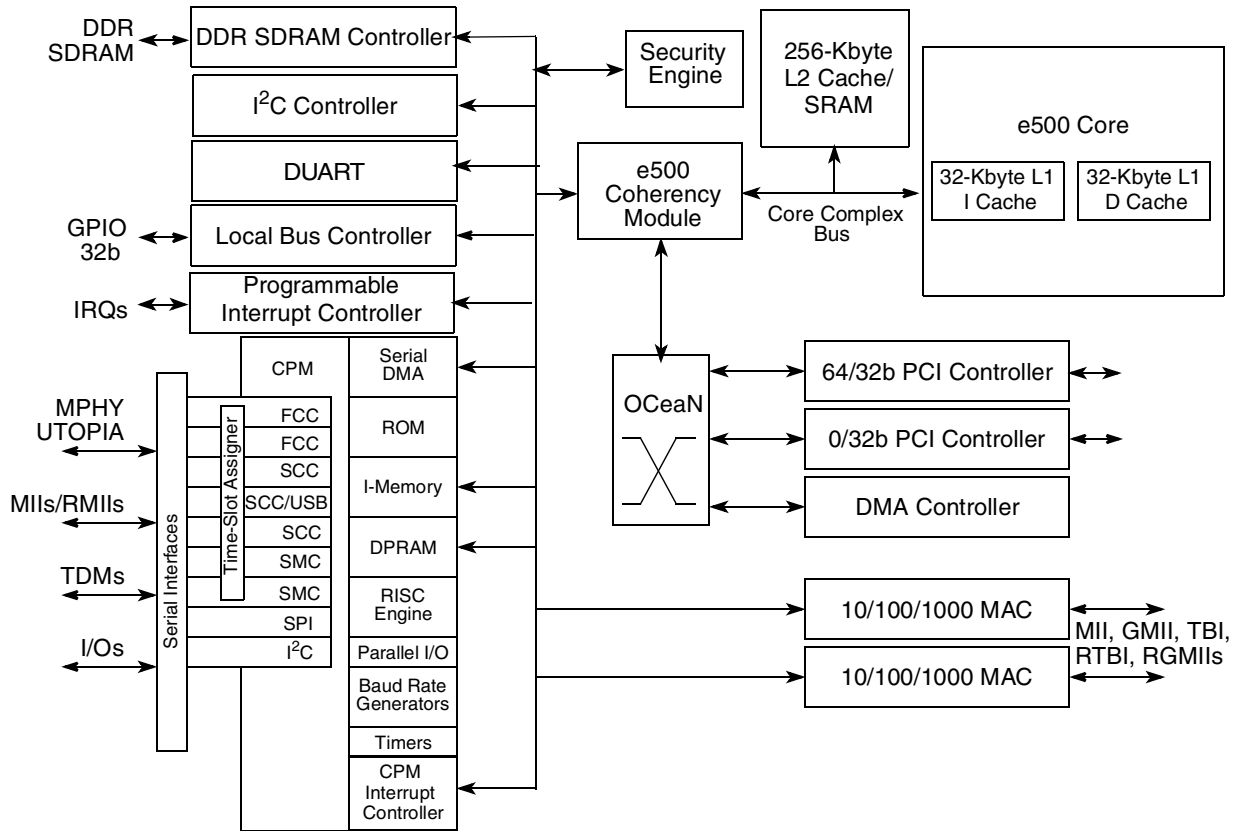 DDR
SDRAM
DDR SDRAM Controller
Security
Engine
256-Kbyte
L2 Cache/
SRAM
e500 Core
32-Kbyte L1
I Cache
32-Kbyte L1
D Cache
I²C Controller
DUART
e500
Coherency
Module
Core Complex
Bus
GPIO
32b
Local Bus Controller
IRQs
Programmable
Interrupt Controller
CPM
Serial
DMA
ROM
I-Memory
DPRAM
RISC
Engine
Parallel I/O
Baud Rate
Generators
Timers
CPM
Interrupt
Controller
MPHY
UTOPIA
MIIs/RMIIs
TDMs
I/Os
Serial Interfaces
Time-Slot Assigner
FCC
FCC
SCC
SCC/USB
SCC
SMC
SMC
SPI
I²C
OCeaN
64/32b PCI Controller
0/32b PCI Controller
DMA Controller
10/100/1000 MAC
10/100/1000 MAC
MII, GMII, TBI,
RTBI, RGMIIs